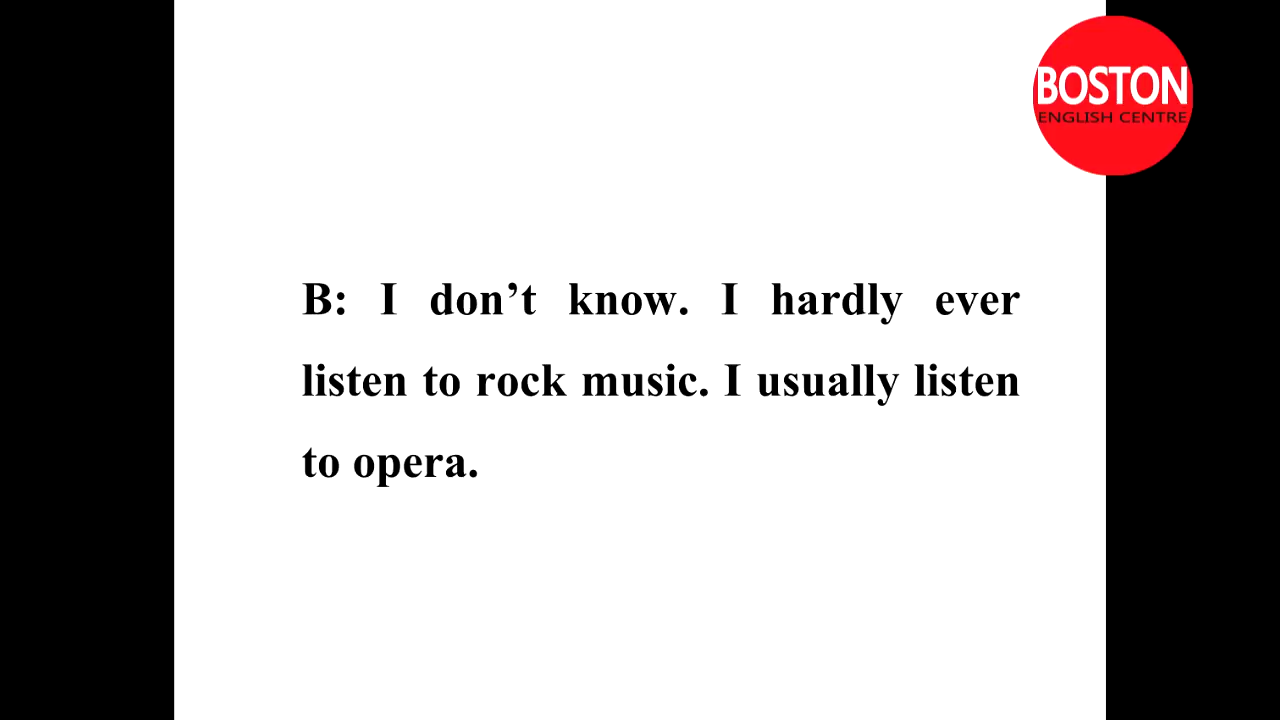 BOSTON
ENGLISH CENTRE
B: I don’t know. I hardly ever
listen to rock music. I usually listen
to opera.